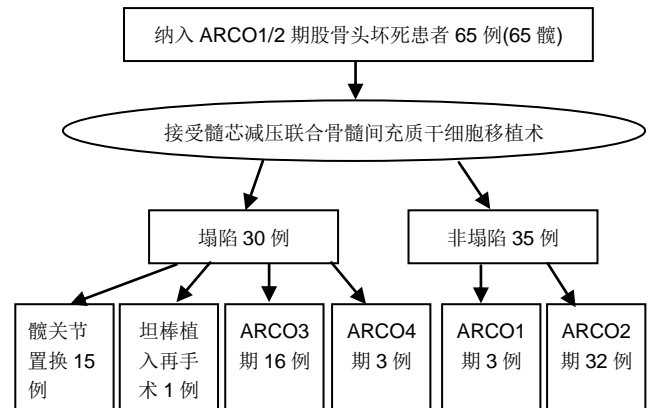 纳入 ARCO1/2 期股骨头坏死患者 65 例(65 髋)
接受髓芯减压联合骨髓间充质干细胞移植术
塌陷 30 例
非塌陷 35 例
髋关节
置换 15
例
坦棒植
入再手
术 1 例
ARCO3
期 16 例
ARCO4
期 3 例
ARCO1
期 3 例
ARCO2
期 32 例